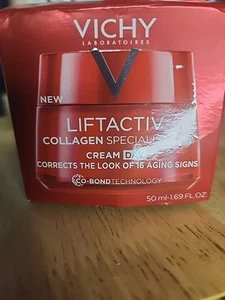 VICHY
LABORATOIRES
NEW
LIFTACTIV
COLLAGEN
CREAM
CORRECTS THE LOOK OF 16 AGING SIGNS
CO-BOND TECHNOLOGY
50 ml-1.69 FL.OZ.